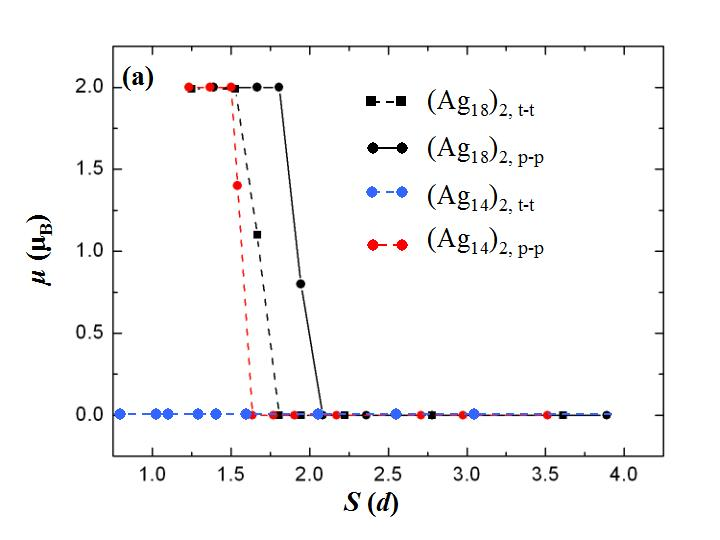 (a)
2.0
1.5
1.0
0.5
0.0
μ (μB)
(Ag18)2, t-t
(Ag18)2, p-p
(Ag14)2, t-t
(Ag14)2, p-p
1.0 1.5 2.0 2.5 3.0 3.5 4.0
S (d)